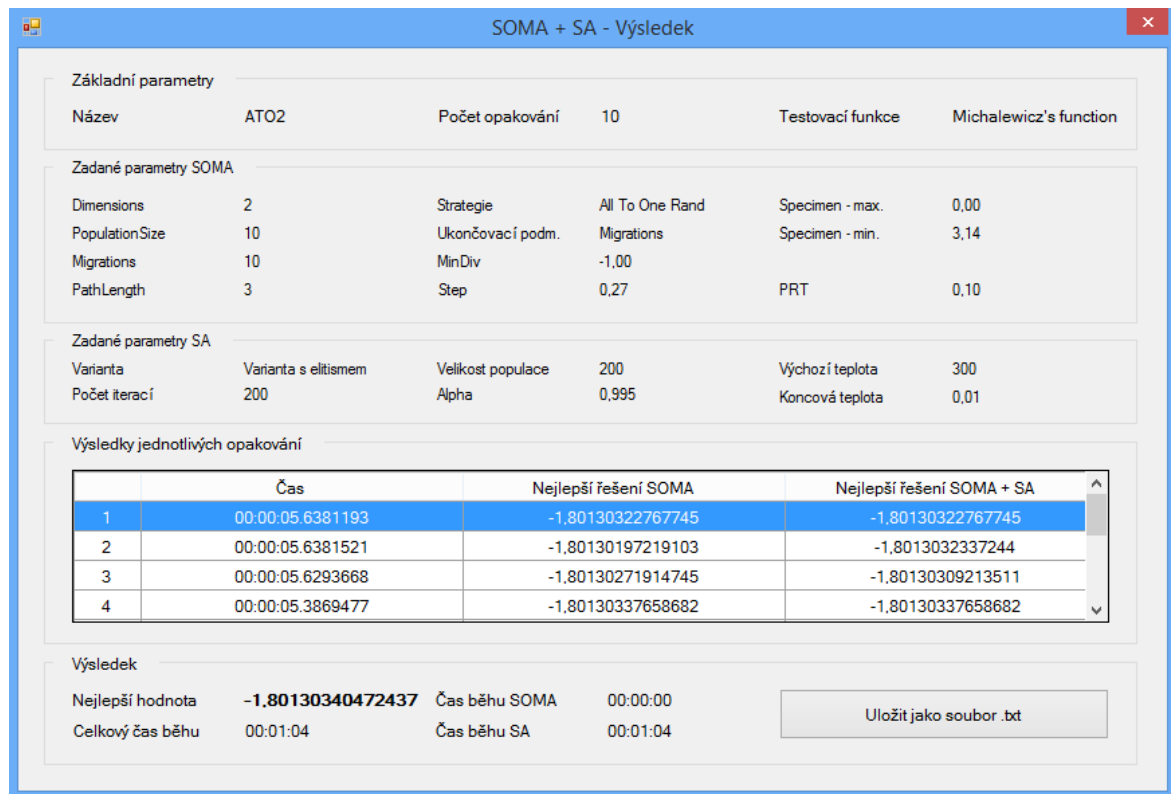 SOMA + SA - Výsledek
Základní parametry
Název ATO2 Počet opakování 10 Testovací funkce Michalewicz's function
Zadané parametry SOMA
Dimensions 2 Strategie All To One Rand Specimen - max. 0,00
PopulationSize 10 Ukončovací podm. Migrations Specimen - min. 3,14
Migrations 10 MinDiv -1,00
PathLength 3 Step 0,27 PRT 0,10
Zadané parametry SA
Varianta Varianta s elitismem Velikost populace 200 Výchozí teplota 300
Počet iterací 200 Alpha 0,995 Koncová teplota 0,01
Výsledky jednotlivých opakování
Čas Nejlepší řešení SOMA Nejlepší řešení SOMA + SA
1 00:00:05.6381193 -1,80130322767745 -1,80130322767745
2 00:00:05.6381521 -1,80130197219103 -1,8013032337244
3 00:00:05.6293668 -1,80130271914745 -1,80130309213511
4 00:00:05.3869477 -1,80130337658682 -1,80130337658682
Výsledek
Nejlepší hodnota -1,80130340472437 Čas běhu SOMA 00:00:00
Celkový čas běhu 00:01:04 Čas běhu SA 00:01:04
Uložit jako soubor .txt